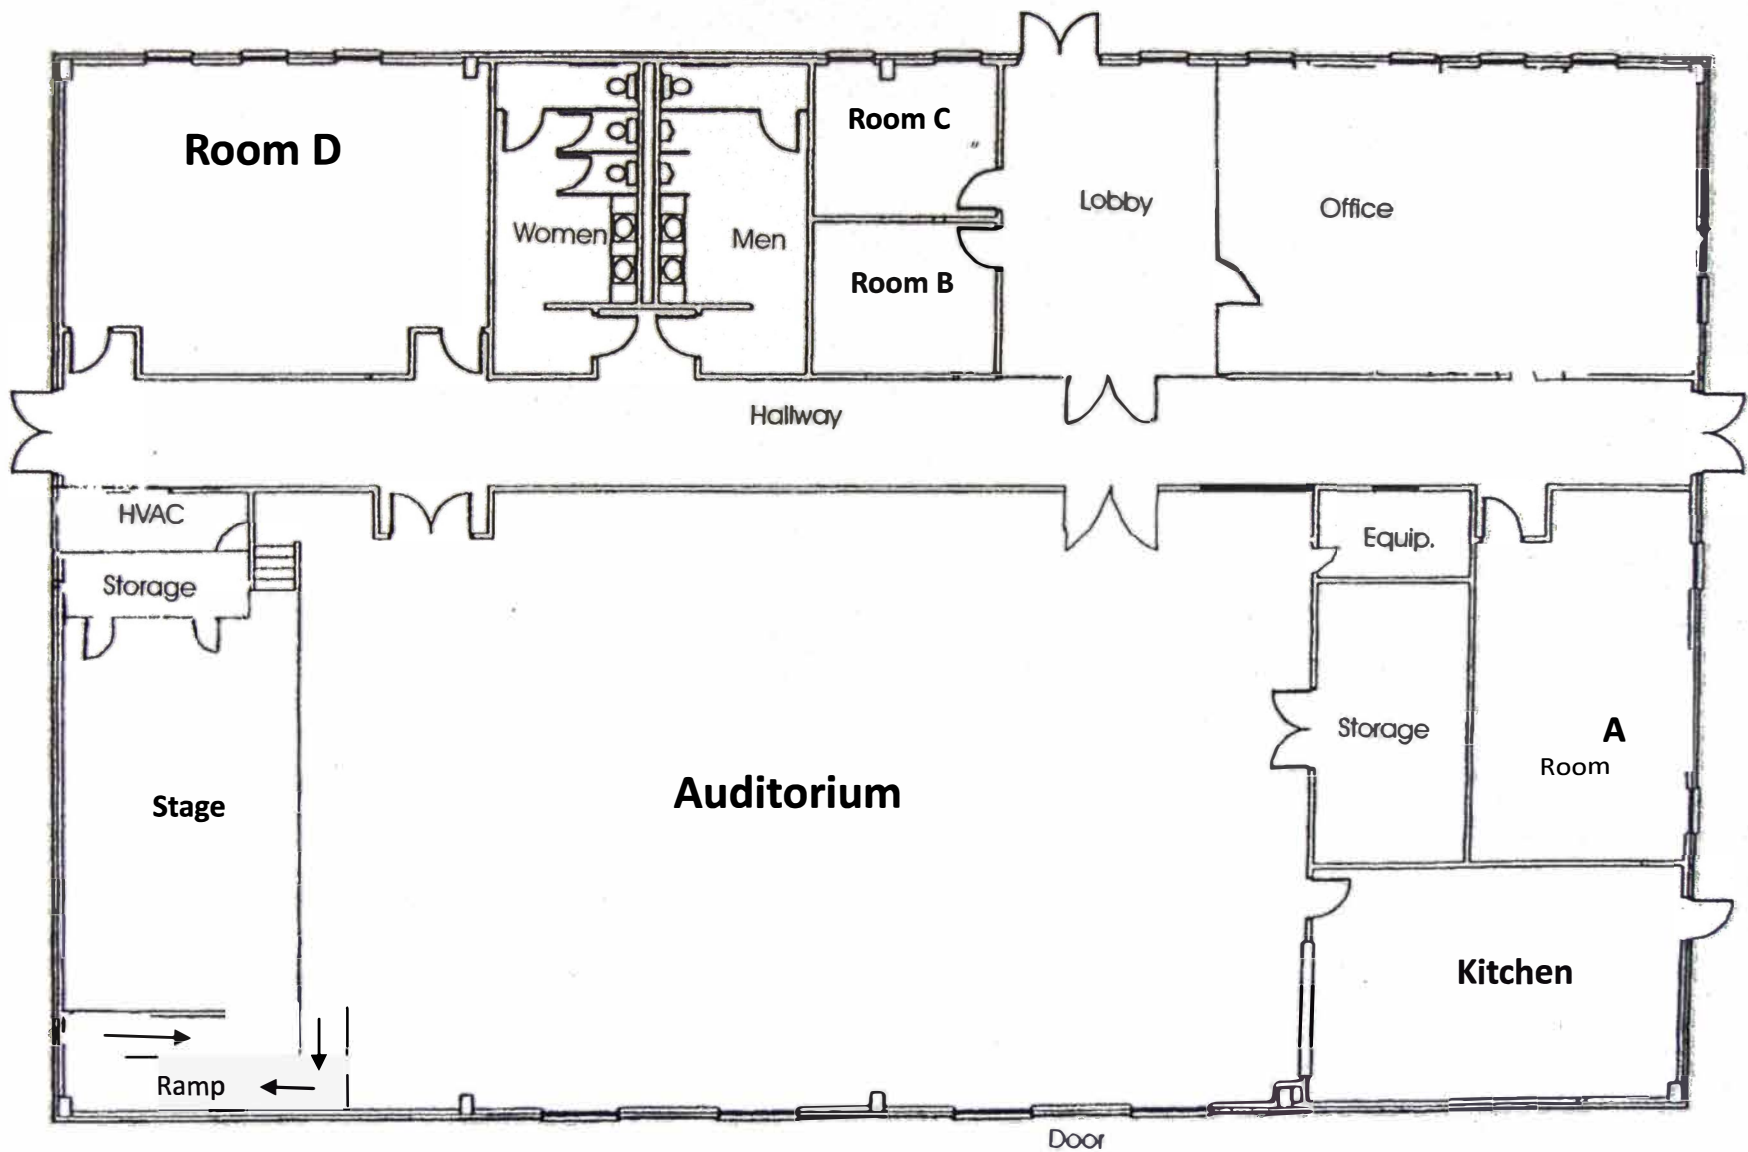 Room D
Women
Men
Room C
Room B
Lobby
Office
Hallway
HVAC
Storage
Equip.
Storage
A
Room
Stage
Auditorium
Kitchen
Ramp
Door